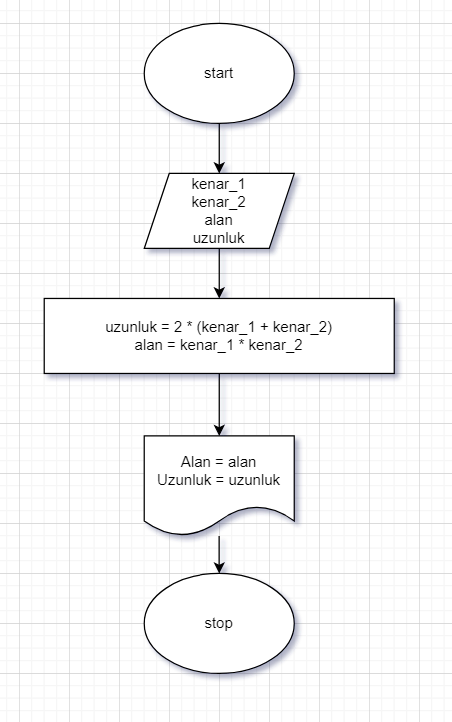 start
kenar_1
kenar_2
alan
uzunluk
uzunluk = 2 * (kenar_1 + kenar_2)
alan = kenar_1 * kenar_2
Alan = alan
Uzunluk = uzunluk
stop